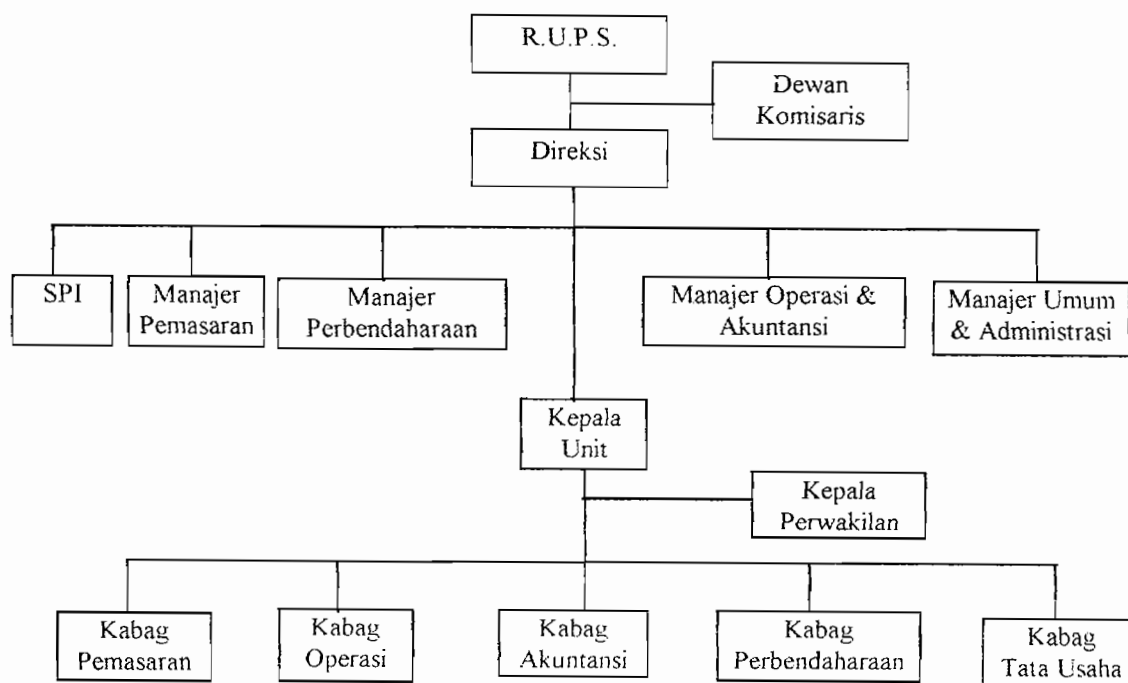 R.U.P.S.
Dewan
Komisaris
Direksi
SPI
Manajer
Pemasaran
Manajer
Perbendaharaan
Manajer Operasi &
Akuntansi
Manajer Umum
& Administrasi
Kepala
Unit
Kepala
Perwakilan
Kabag
Pemasaran
Kabag
Operasi
Kabag
Akuntansi
Kabag
Perbendaharaan
Kabag
Tata Usaha